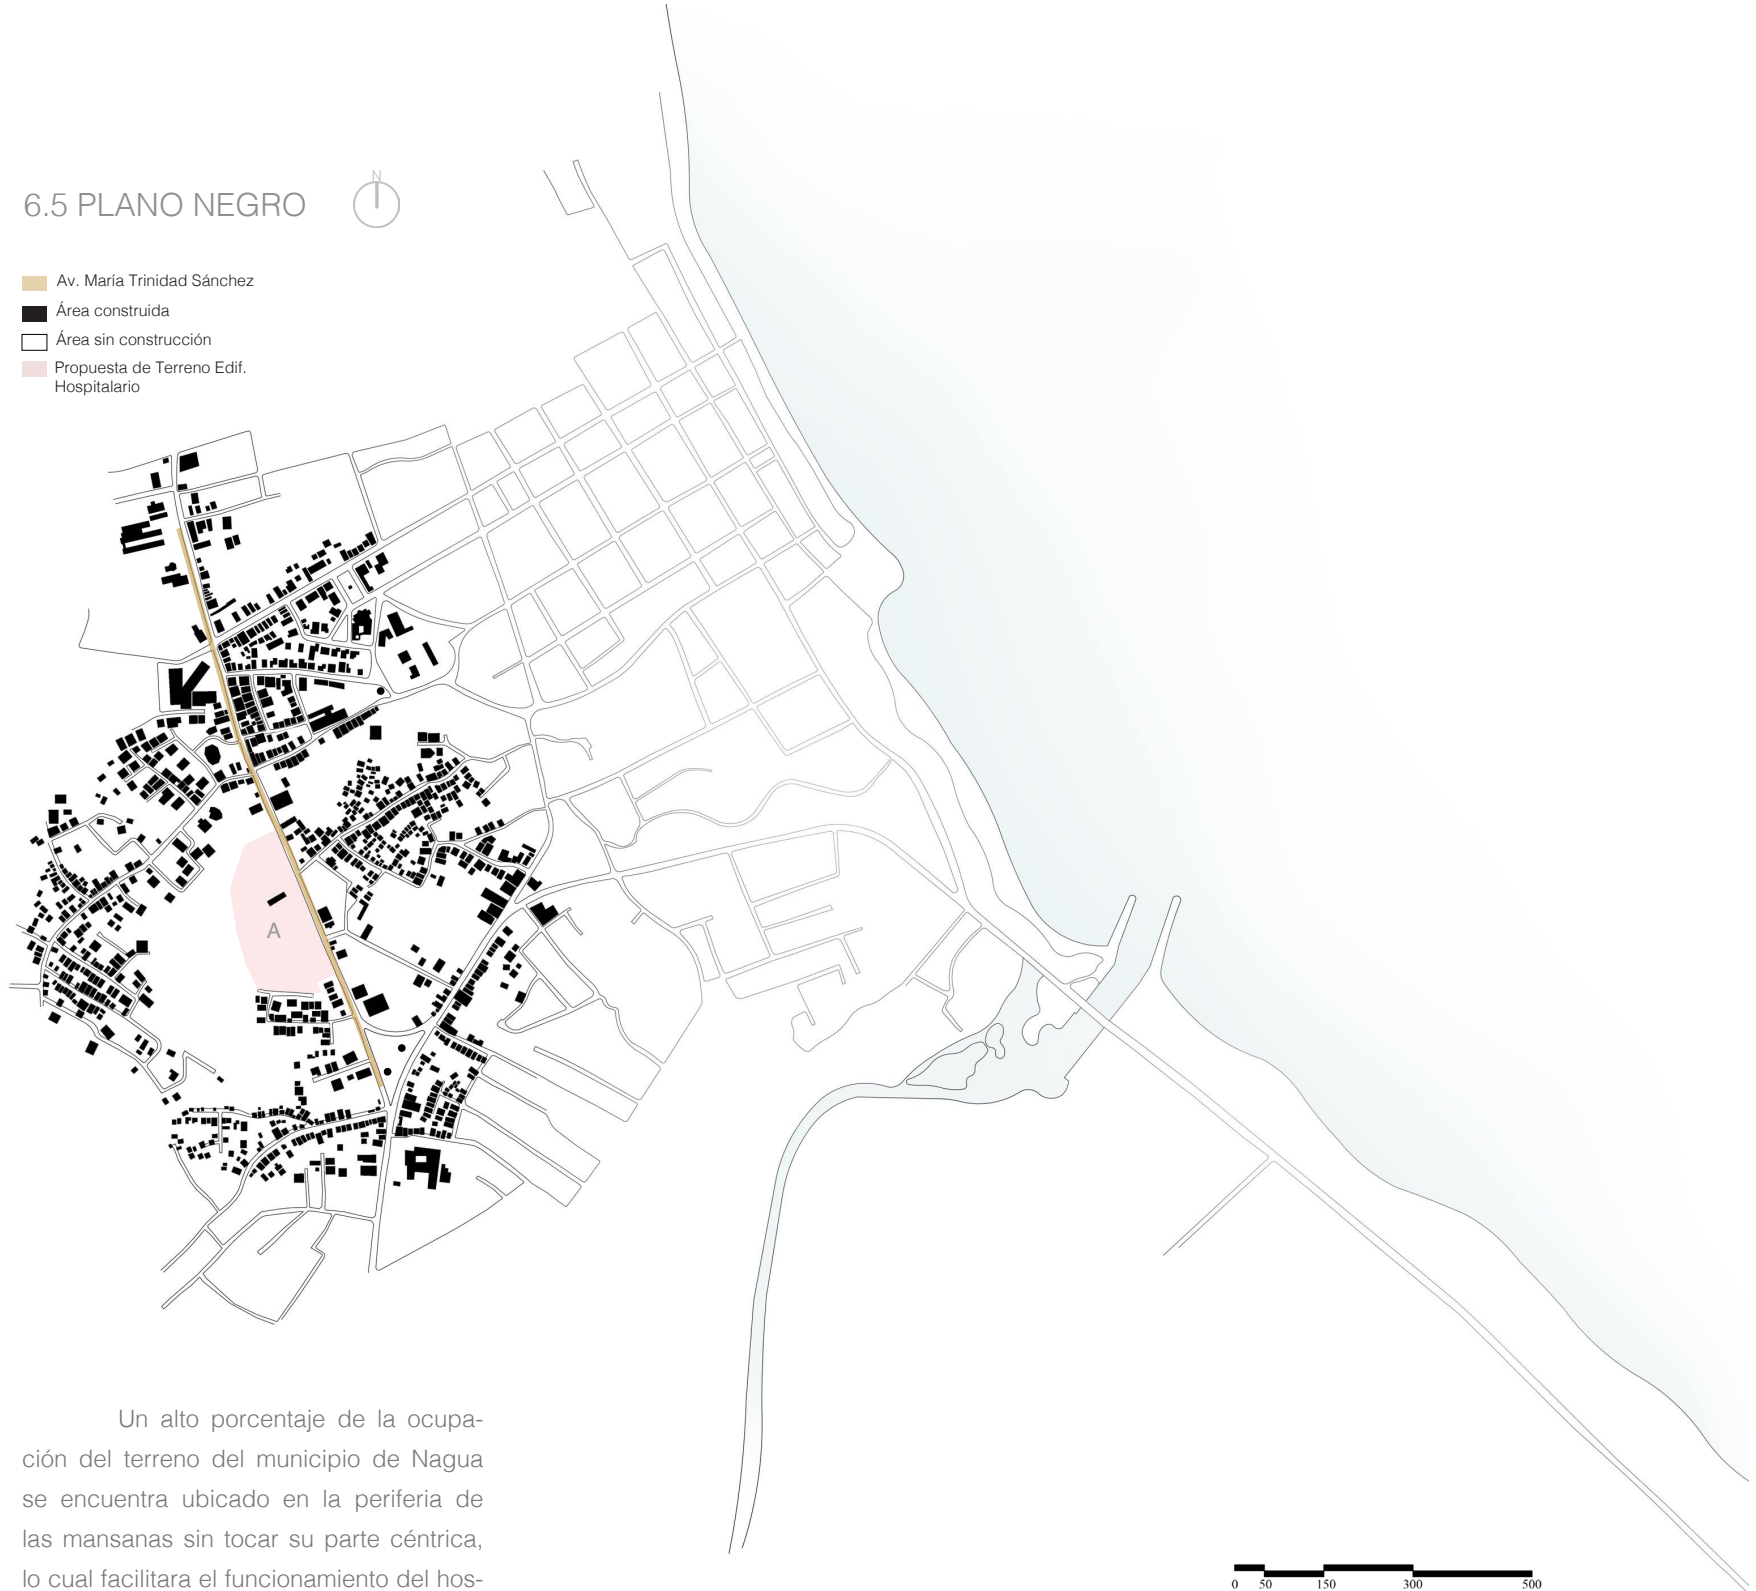 N
6.5 PLANO NEGRO
Av. María Trinidad Sánchez
Área construida
Área sin construcción
Propuesta de Terreno Edif.
Hospitalario
A
Un alto porcentaje de la ocupa-
ción del terreno del municipio de Nagua
se encuentra ubicado en la periferia de
las mansanas sin tocar su parte céntrica,
lo cual facilitara el funcionamiento del hos-
0 50 150 300 500